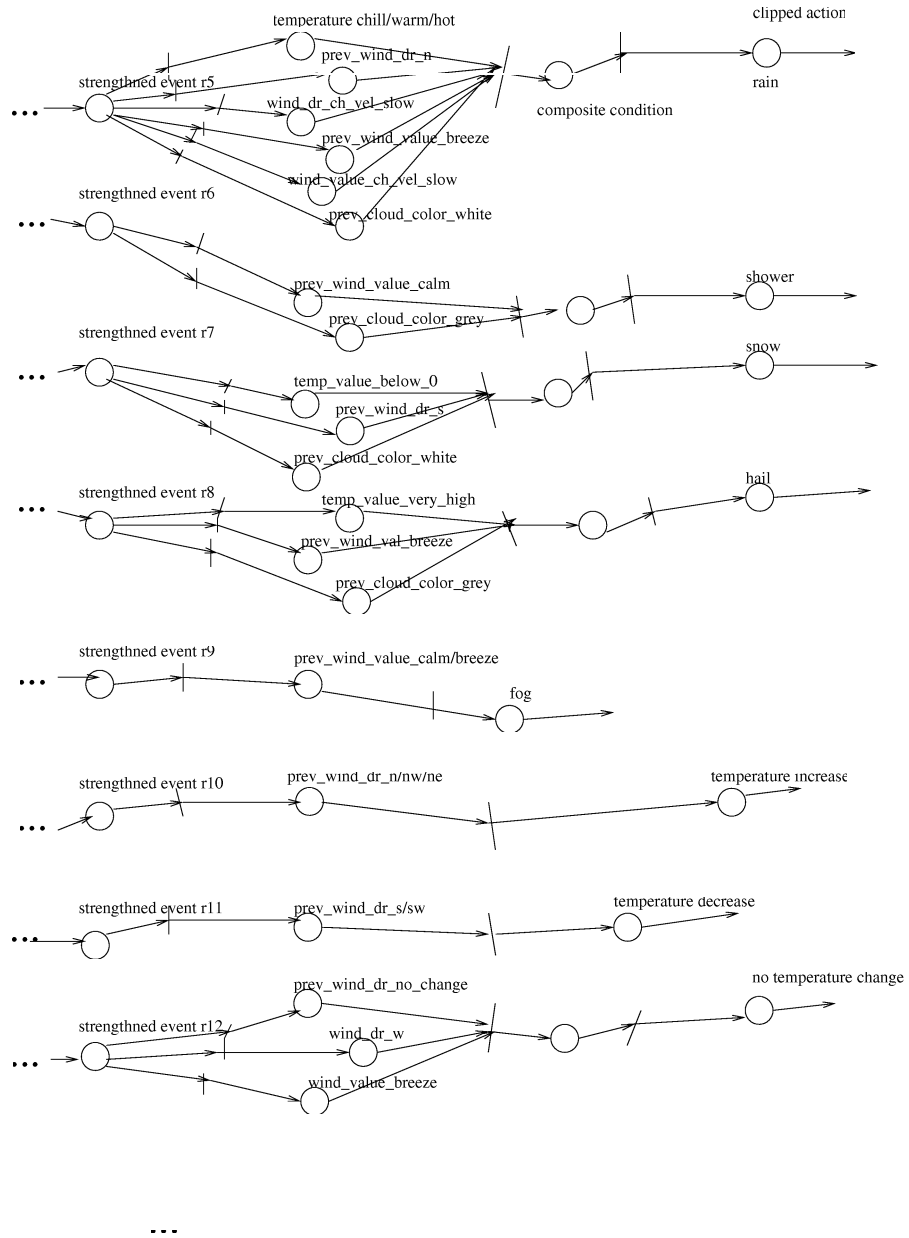 clipped action
temperature chill/warm/hot
prev_wind_dr_n
strengthned event r5
rain
wind_dr_ch_vel_slow
composite condition
prev_wind_value_breeze
wind_value_ch_vel_slow
strengthned event r6
prev_cloud_color_white
...
prev_wind_value_calm
shower
prev_cloud_color_grey
strengthned event r7
snow
temp_value_below_0
prev_wind_dr_s
prev_cloud_color_white
hail
strengthned event r8
temp_value_very_high
prev_wind_val_breeze
prev_cloud_color_grey
strengthned event r9
prev_wind_value_calm/breeze
fog
prev_wind_dr_n/nw/ne
temperature increase
strengthned event r10
temperature decrease
strengthned event r11
prev_wind_dr_s/sw
no temperature change
prev_wind_dr_no_change
strengthned event r12
wind_dr_w
wind_value_breeze